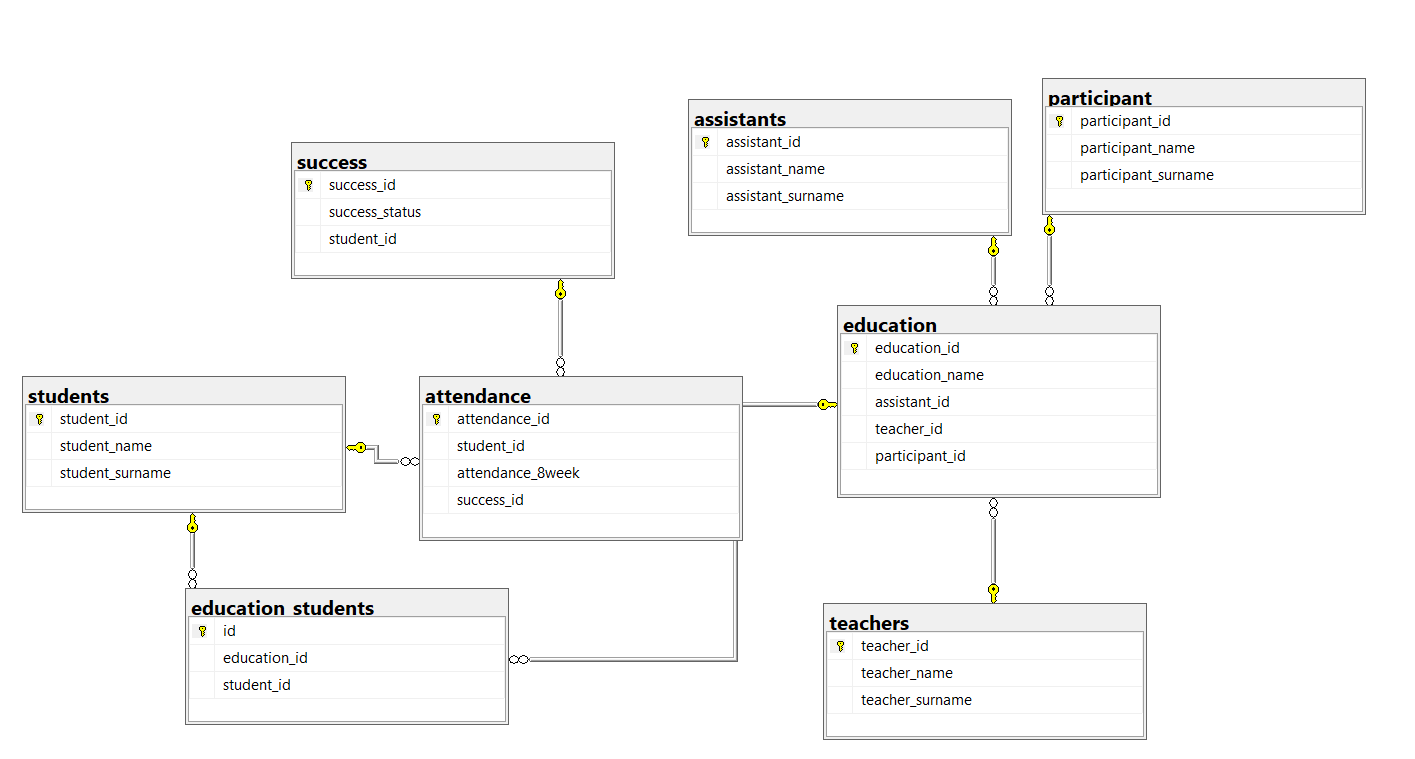 participant
participant_id
participant_name
participant_surname
assistants
assistant_id
assistant_name
assistant_surname
success
success_id
success_status
student_id
education
education_id
education_name
assistant_id
teacher_id
participant_id
students
student_id
student_name
student_surname
attendance
attendance_id
student_id
attendance_8week
success_id
education_students
id
education_id
student_id
teachers
teacher_id
teacher_name
teacher_surname